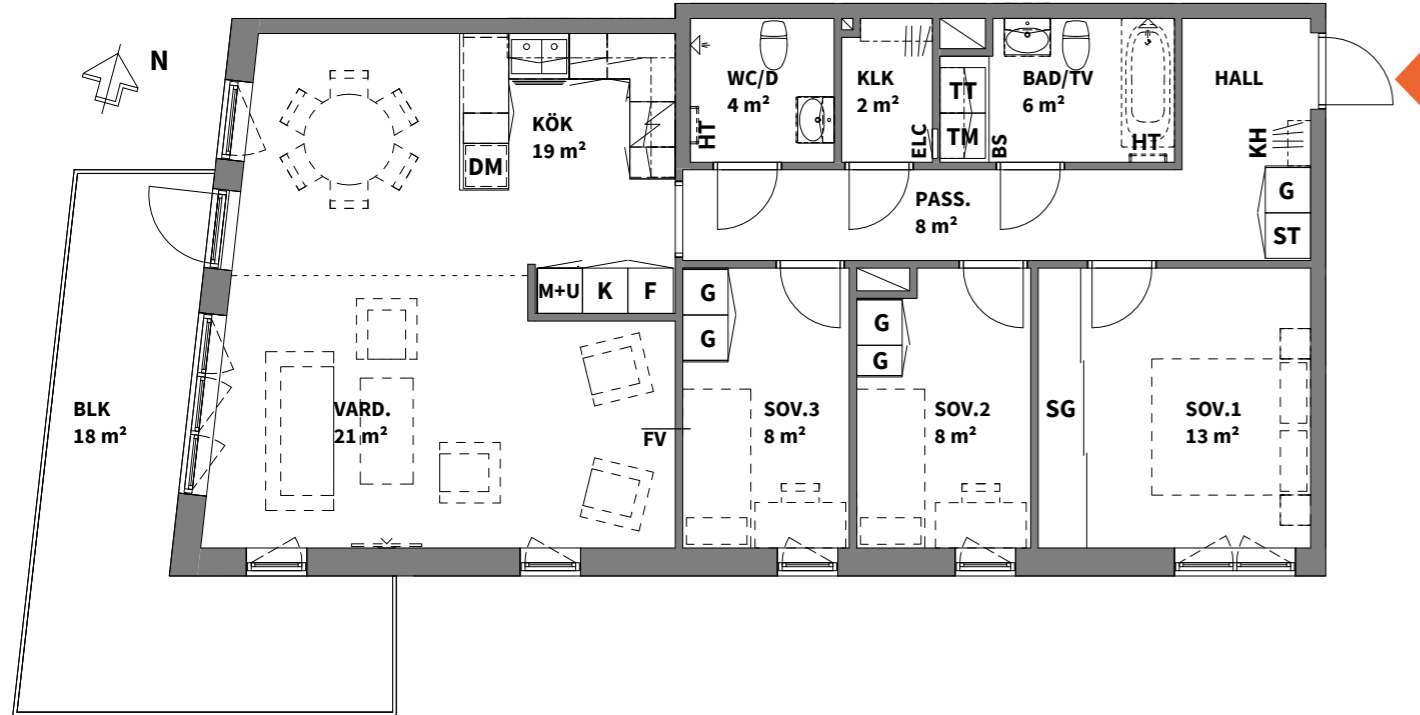 N
WC/D
4 m²
HT
KLK
2 m²
ELC
TT
TM
BS
BAD/TV
6 m²
HT
HALL
KH
G
ST
KÖK
19 m²
DM
PASS.
8 m²
M+U
K
F
G
G
G
G
BLK
18 m²
VARD.
21 m²
FV
SOV.3
8 m²
SOV.2
8 m²
SG
SOV.1
13 m²